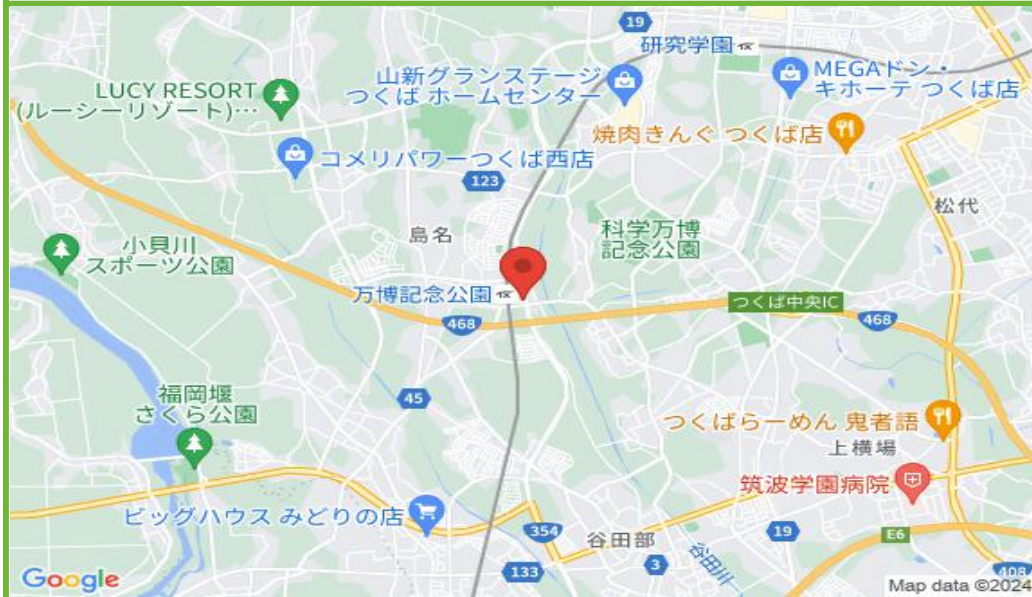 19
研究学園
LUCY RESORT
(ルーシーリゾート)…
山新グランステージ
つくば ホームセンター
MEGAドン・
キホーテ つくば店
焼肉きんぐ つくば店
コメリパワーつくば西店
123
松代
島名
科学万博
記念公園
小貝川
スポーツ公園
万博記念公園
つくば中央IC
468
468
45
福岡堰
さくら公園
つくばらーめん 鬼者語
上横場
筑波学園病院
ビッグハウス みどりの店
354
谷田部
19
E6
133
3
谷田川
408
Google
Map data ©2024